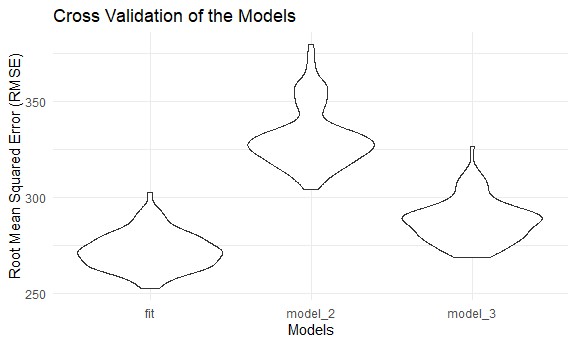 Cross Validation of the Models
Root Mean Squared Error (RMSE)
350
300
250
fit
model_2
model_3
Models